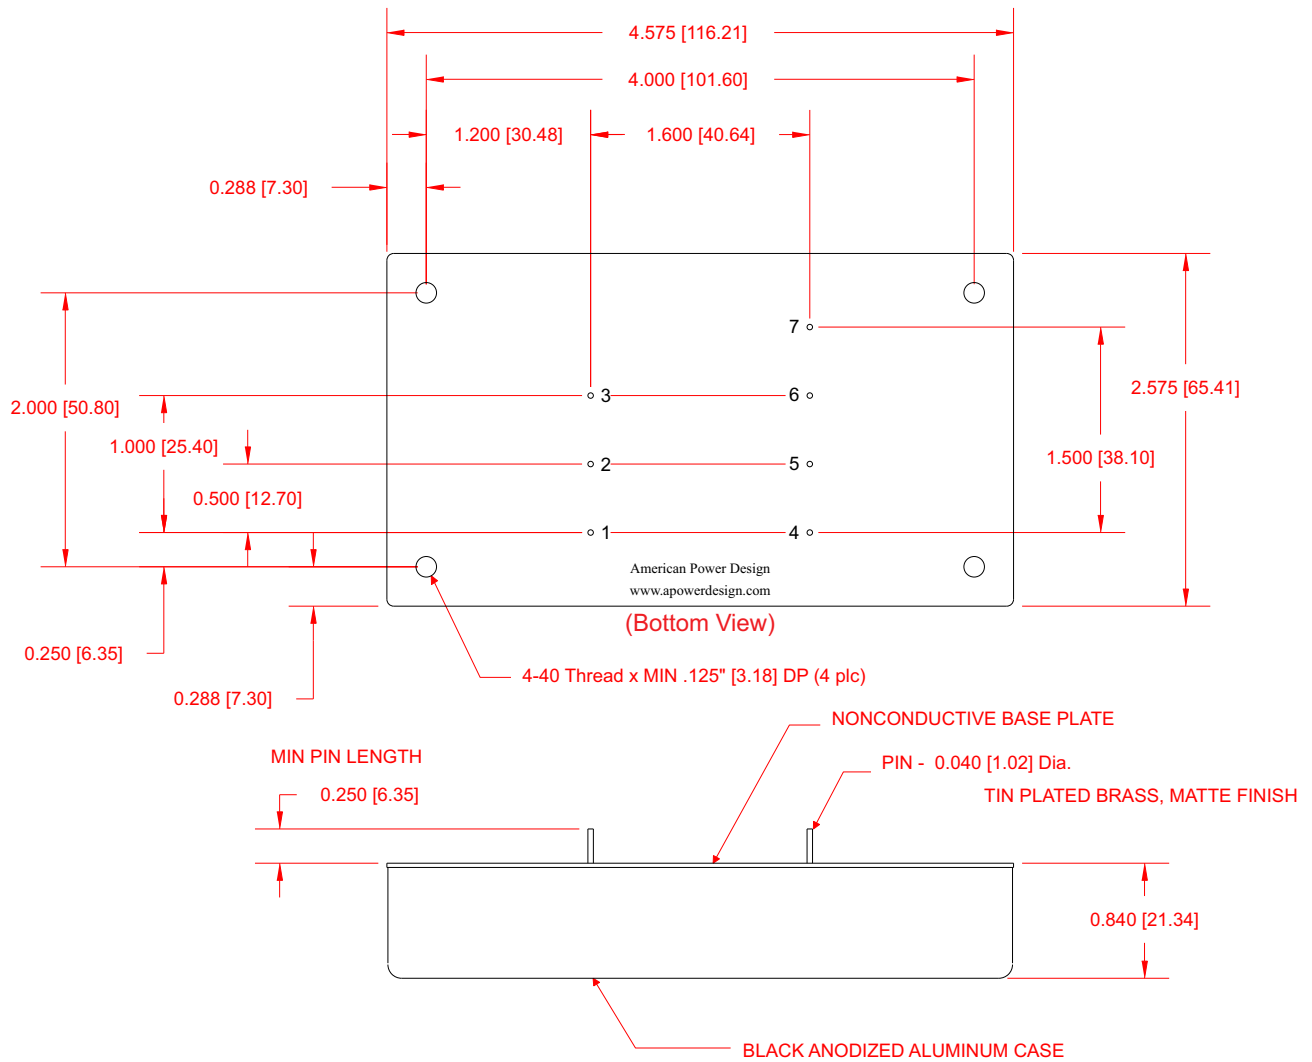 4.575 [116.21]
4.000 [101.60]
1.200 [30.48]
1.600 [40.64]
0.288 [7.30]
7
3
6
2.575 [65.41]
2.000 [50.80]
1.000 [25.40]
2
5
1.500 [38.10]
0.500 [12.70]
1
4
American Power Design
www.apowerdesign.com
(Bottom View)
0.250 [6.35]
4-40 Thread x MIN .125" [3.18] DP (4 plc)
0.288 [7.30]
NONCONDUCTIVE BASE PLATE
MIN PIN LENGTH
0.250 [6.35]
PIN - 0.040 [1.02] Dia.
TIN PLATED BRASS, MATTE FINISH
0.840 [21.34]
BLACK ANODIZED ALUMINUM CASE